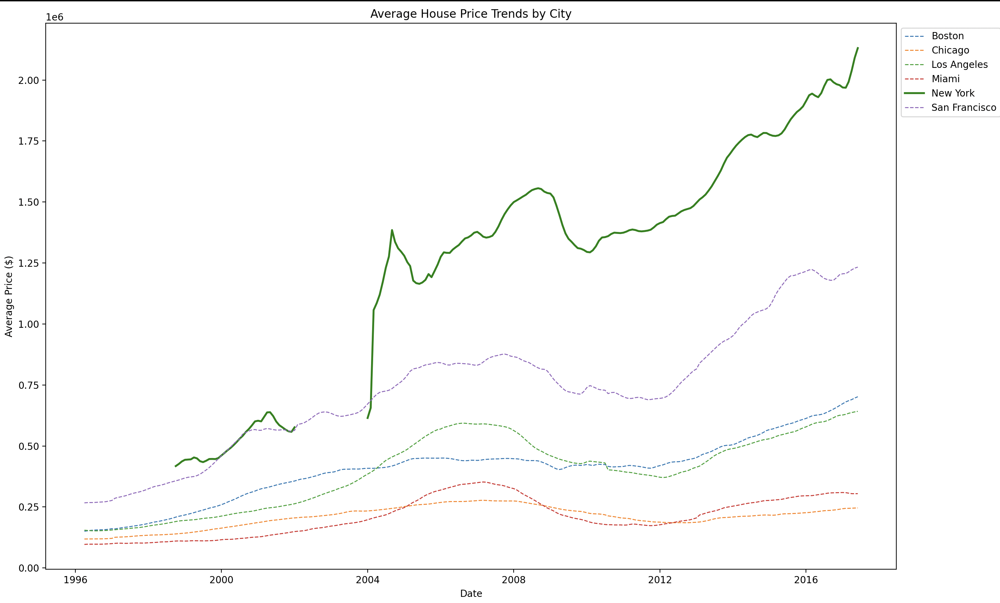 Average House Price Trends by City
1e6
2.00
1.75
1.50
1.25
1.00
0.75
0.50
0.25
0.00
Average Price ($)
1996
2000
2004
2008
2012
2016
Date
Boston
Chicago
Los Angeles
Miami
New York
San Francisco